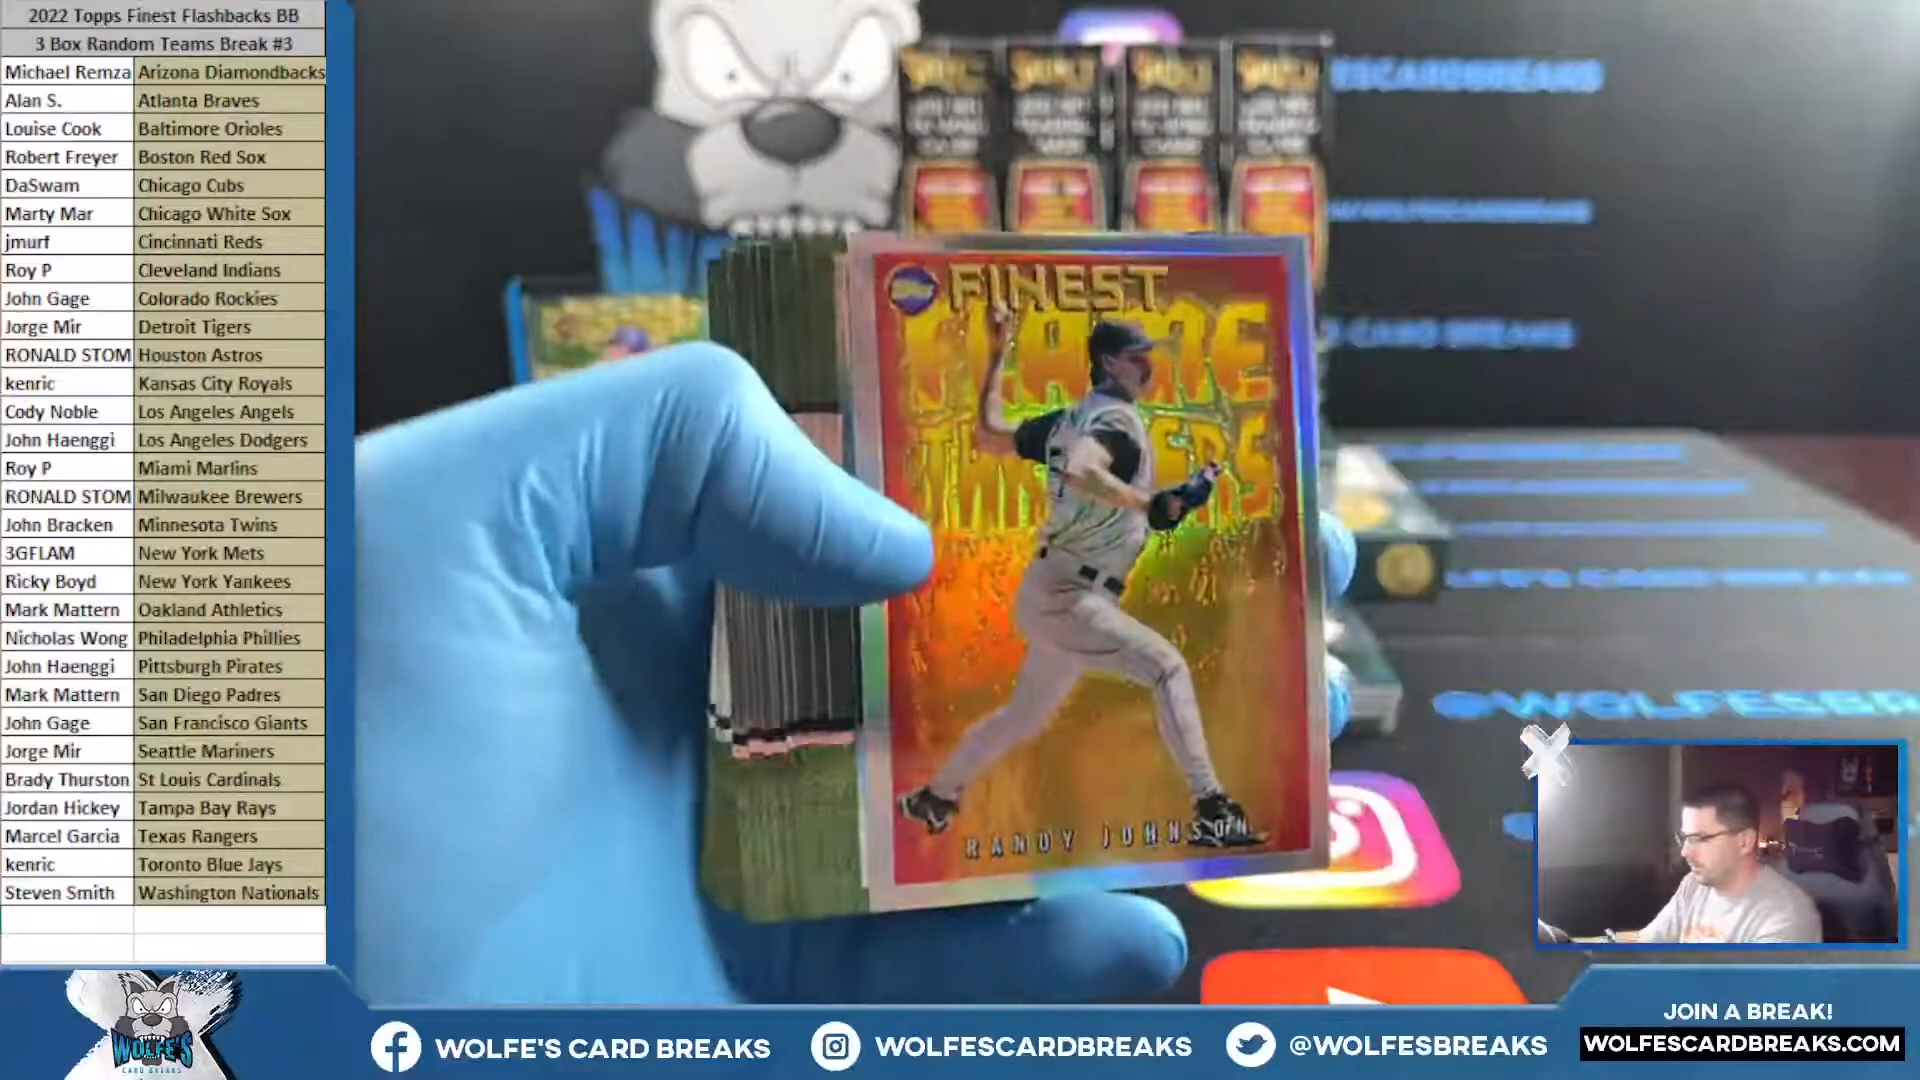 2022 Topps Finest Flashbacks BB
3 Box Random Teams Break #3
Michael Remza Arizona Diamondbacks
Alan S. Atlanta Braves
Louise Cook Baltimore Orioles
Robert Freyer Boston Red Sox
DaSwam Chicago Cubs
Marty Mar Chicago White Sox
jmurf Cincinnati Reds
Roy P Cleveland Indians
John Gage Colorado Rockies
Jorge Mir Detroit Tigers
RONALD STOM Houston Astros
kenric Kansas City Royals
Cody Noble Los Angeles Angels
John Haenggi Los Angeles Dodgers
Roy P Miami Marlins
RONALD STOM Milwaukee Brewers
John Bracken Minnesota Twins
3GFLAM New York Mets
Ricky Boyd New York Yankees
Mark Mattern Oakland Athletics
Nicholas Wong Philadelphia Phillies
John Haenggi Pittsburgh Pirates
Mark Mattern San Diego Padres
John Gage San Francisco Giants
Jorge Mir Seattle Mariners
Brady Thurston St Louis Cardinals
Jordan Hickey Tampa Bay Rays
Marcel Garcia Texas Rangers
kenric Toronto Blue Jays
Steven Smith Washington Nationals
FINEST
FLAME
RANDY JOHNSON
CARD BREAKS
WOLFE'S
CARD BREAKS
WOLFE'S CARD BREAKS
WOLFESCARDBREAKS
@WOLFESBREAKS
JOIN A BREAK!
WOLFESCARDBREAKS.COM